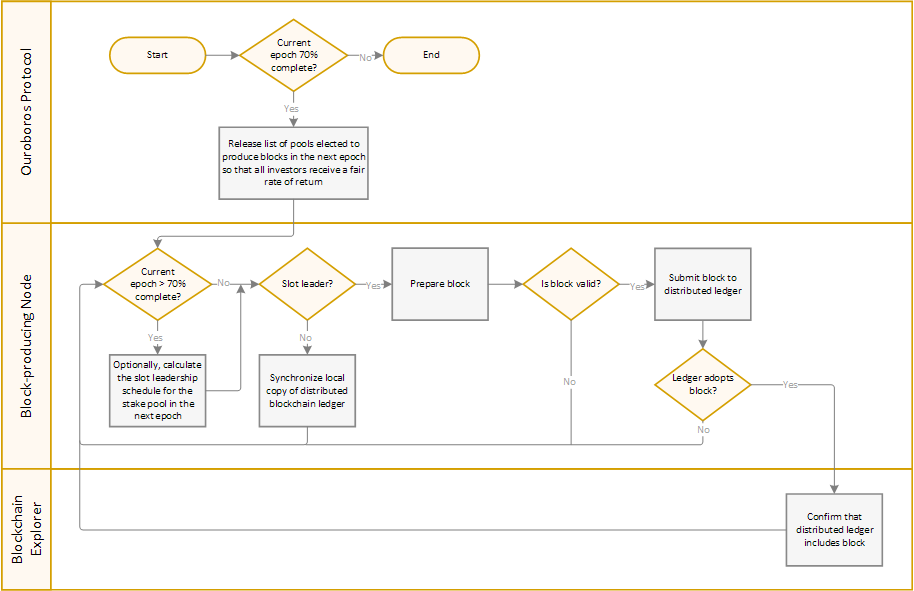 Ouroboros Protocol
Start
Current
epoch 70%
complete?
No
End
Yes
Release list of pools elected to
produce blocks in the next epoch
so that all investors receive a fair
rate of return
Block-producing Node
Current
epoch > 70%
complete?
No
Slot leader?
Yes
Prepare block
Is block valid?
Yes
Submit block to
distributed ledger
Yes
Optionally, calculate
the slot leadership
schedule for the
stake pool in the
next epoch
No
Synchronize local
copy of distributed
blockchain ledger
No
Ledger adopts
block?
Yes
No
Blockchain
Explorer
Confirm that
distributed ledger
includes block